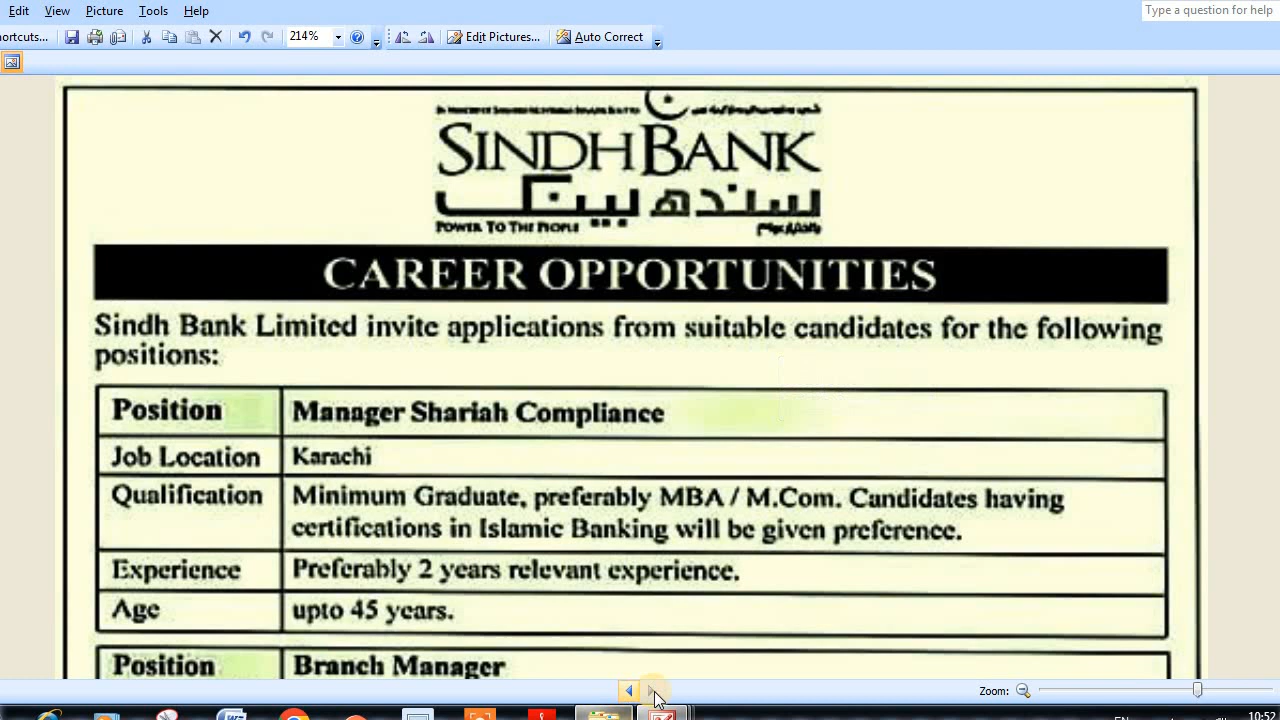 Edit View Picture Tools Help
Type a question for help
ortcuts... 214% Edit Pictures... Auto Correct
SINDH BANK
سندھ بینک
POWER TO THE PEOPLE
CAREER OPPORTUNITIES
Sindh Bank Limited invite applications from suitable candidates for the following
positions:
Position Manager Shariah Compliance
Job Location Karachi
Qualification Minimum Graduate, preferably MBA / M.Com. Candidates having
certifications in Islamic Banking will be given preference.
Experience Preferably 2 years relevant experience.
Age upto 45 years.
Position Branch Manager
Zoom:
EN 10:52